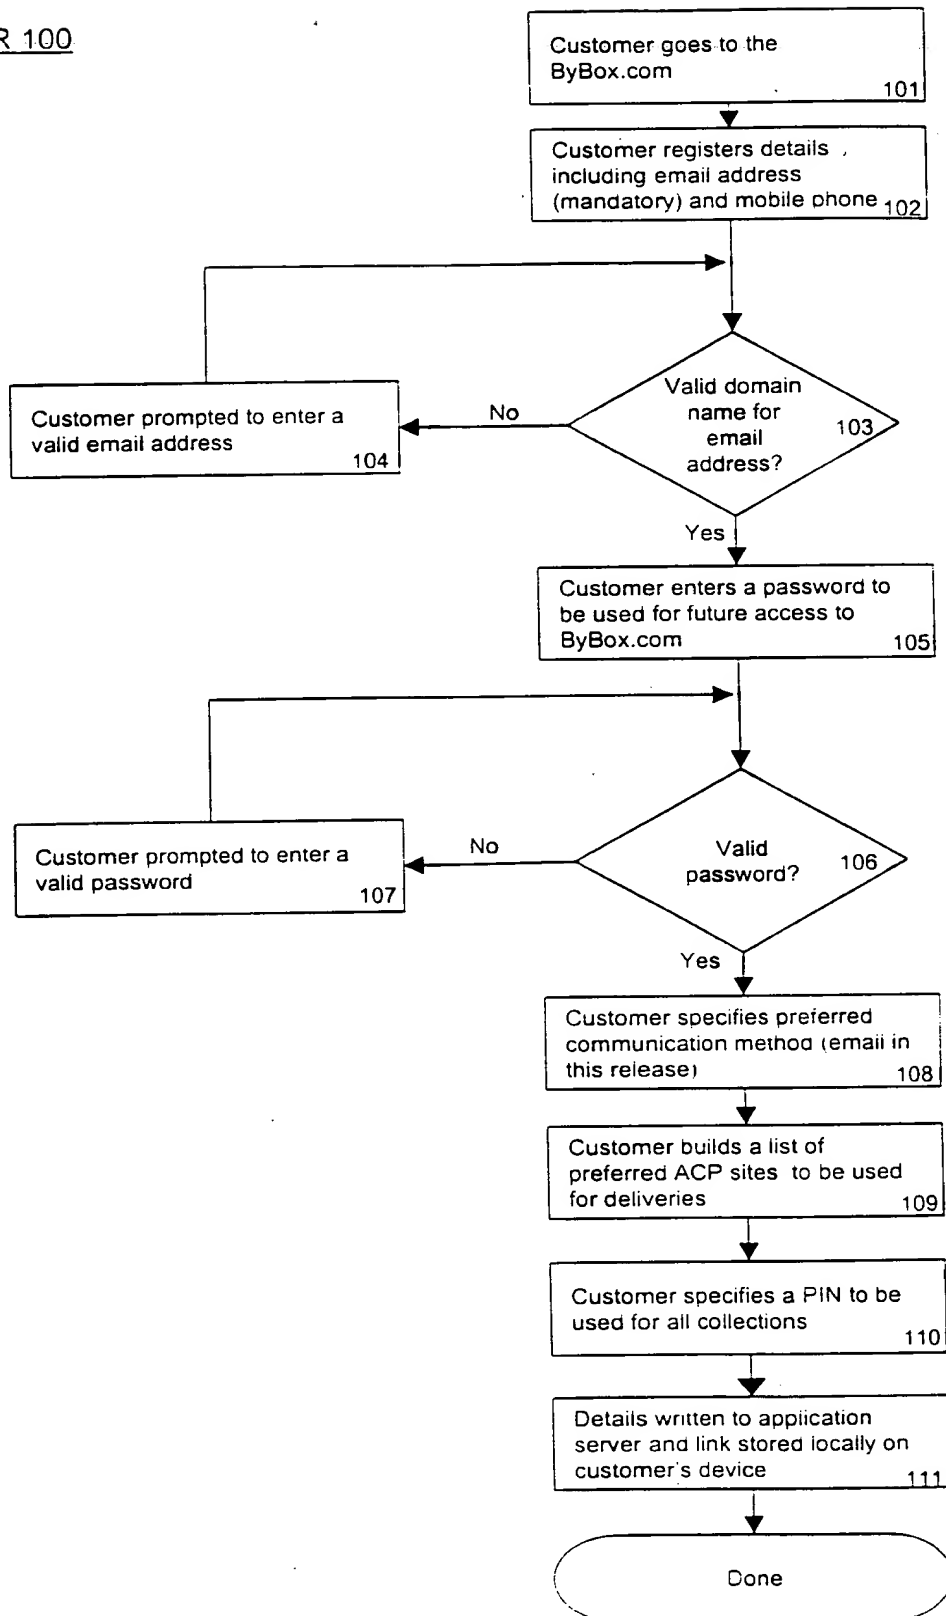 R 100
Customer goes to the
ByBox.com
101
Customer registers details
including email address
(mandatory) and mobile phone
102
Valid domain
name for
email
address?
103
No
Customer prompted to enter a
valid email address
104
Yes
Customer enters a password to
be used for future access to
ByBox.com
105
Valid
password?
106
No
Customer prompted to enter a
valid password
107
Yes
Customer specifies preferred
communication method (email in
this release)
108
Customer builds a list of
preferred ACP sites to be used
for deliveries
109
Customer specifies a PIN to be
used for all collections
110
Details written to application
server and link stored locally on
customer's device
111
Done